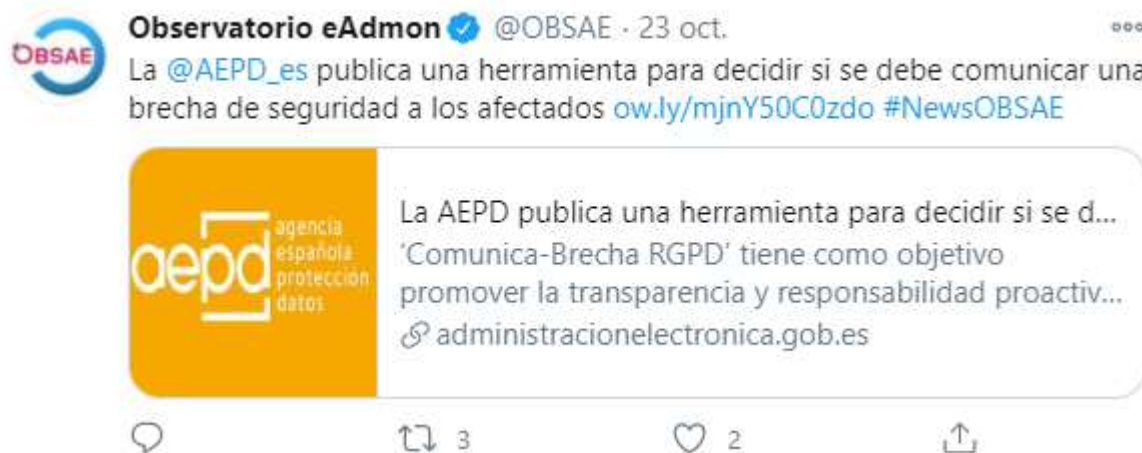 OBSAE
Observatorio eAdmon @OBSAE · 23 oct.
La @AEPD_es publica una herramienta para decidir si se debe comunicar una
brecha de seguridad a los afectados ow.ly/mjnY50C0zdo #NewsOBSAE
aepd
agencia
española
protección
datos
La AEPD publica una herramienta para decidir si se d...
‘Comunica-Brecha RGPD’ tiene como objetivo
promover la transparencia y responsabilidad proactiv...
administracionelectronica.gob.es
3 2